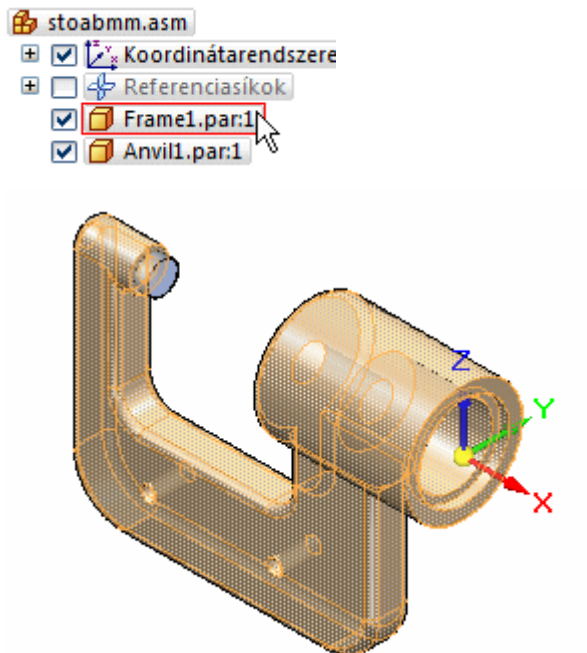 stoabmm.asm
Koordinátarendszere
Referenciasíkok
Frame1.par:1
Anvil1.par:1
Z
Y
X